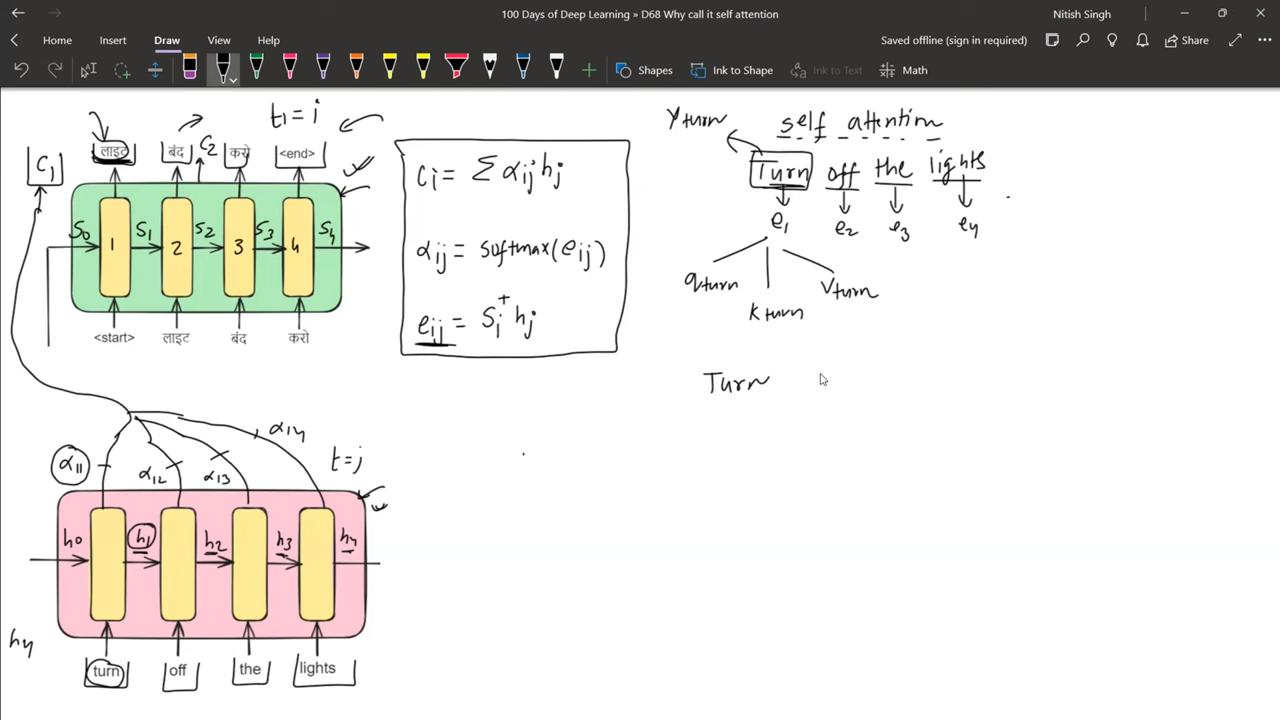 100 Days of Deep Learning » D68 Why call it self attention
Nitish Singh
Home Insert Draw View Help
Saved offline (sign in required)
Share
Shapes
Ink to Shape
Ink to Text
Math
C1
लाइट
बंद
C2
करो
<end>
t1 = i
S0 1 S1 2 S2 3 S3 4 S4
<start> लाइट बंद करो
ci = Σ αij hj
αij = softmax(eij)
eij = Si^T hj
yturn
self attention
Turn off the lights
e1 e2 e3 e4
qturn kturn vturn
Turn
α11 α12 α13 α14
t=j
h0 h1 h2 h3 h4
h4
turn off the lights